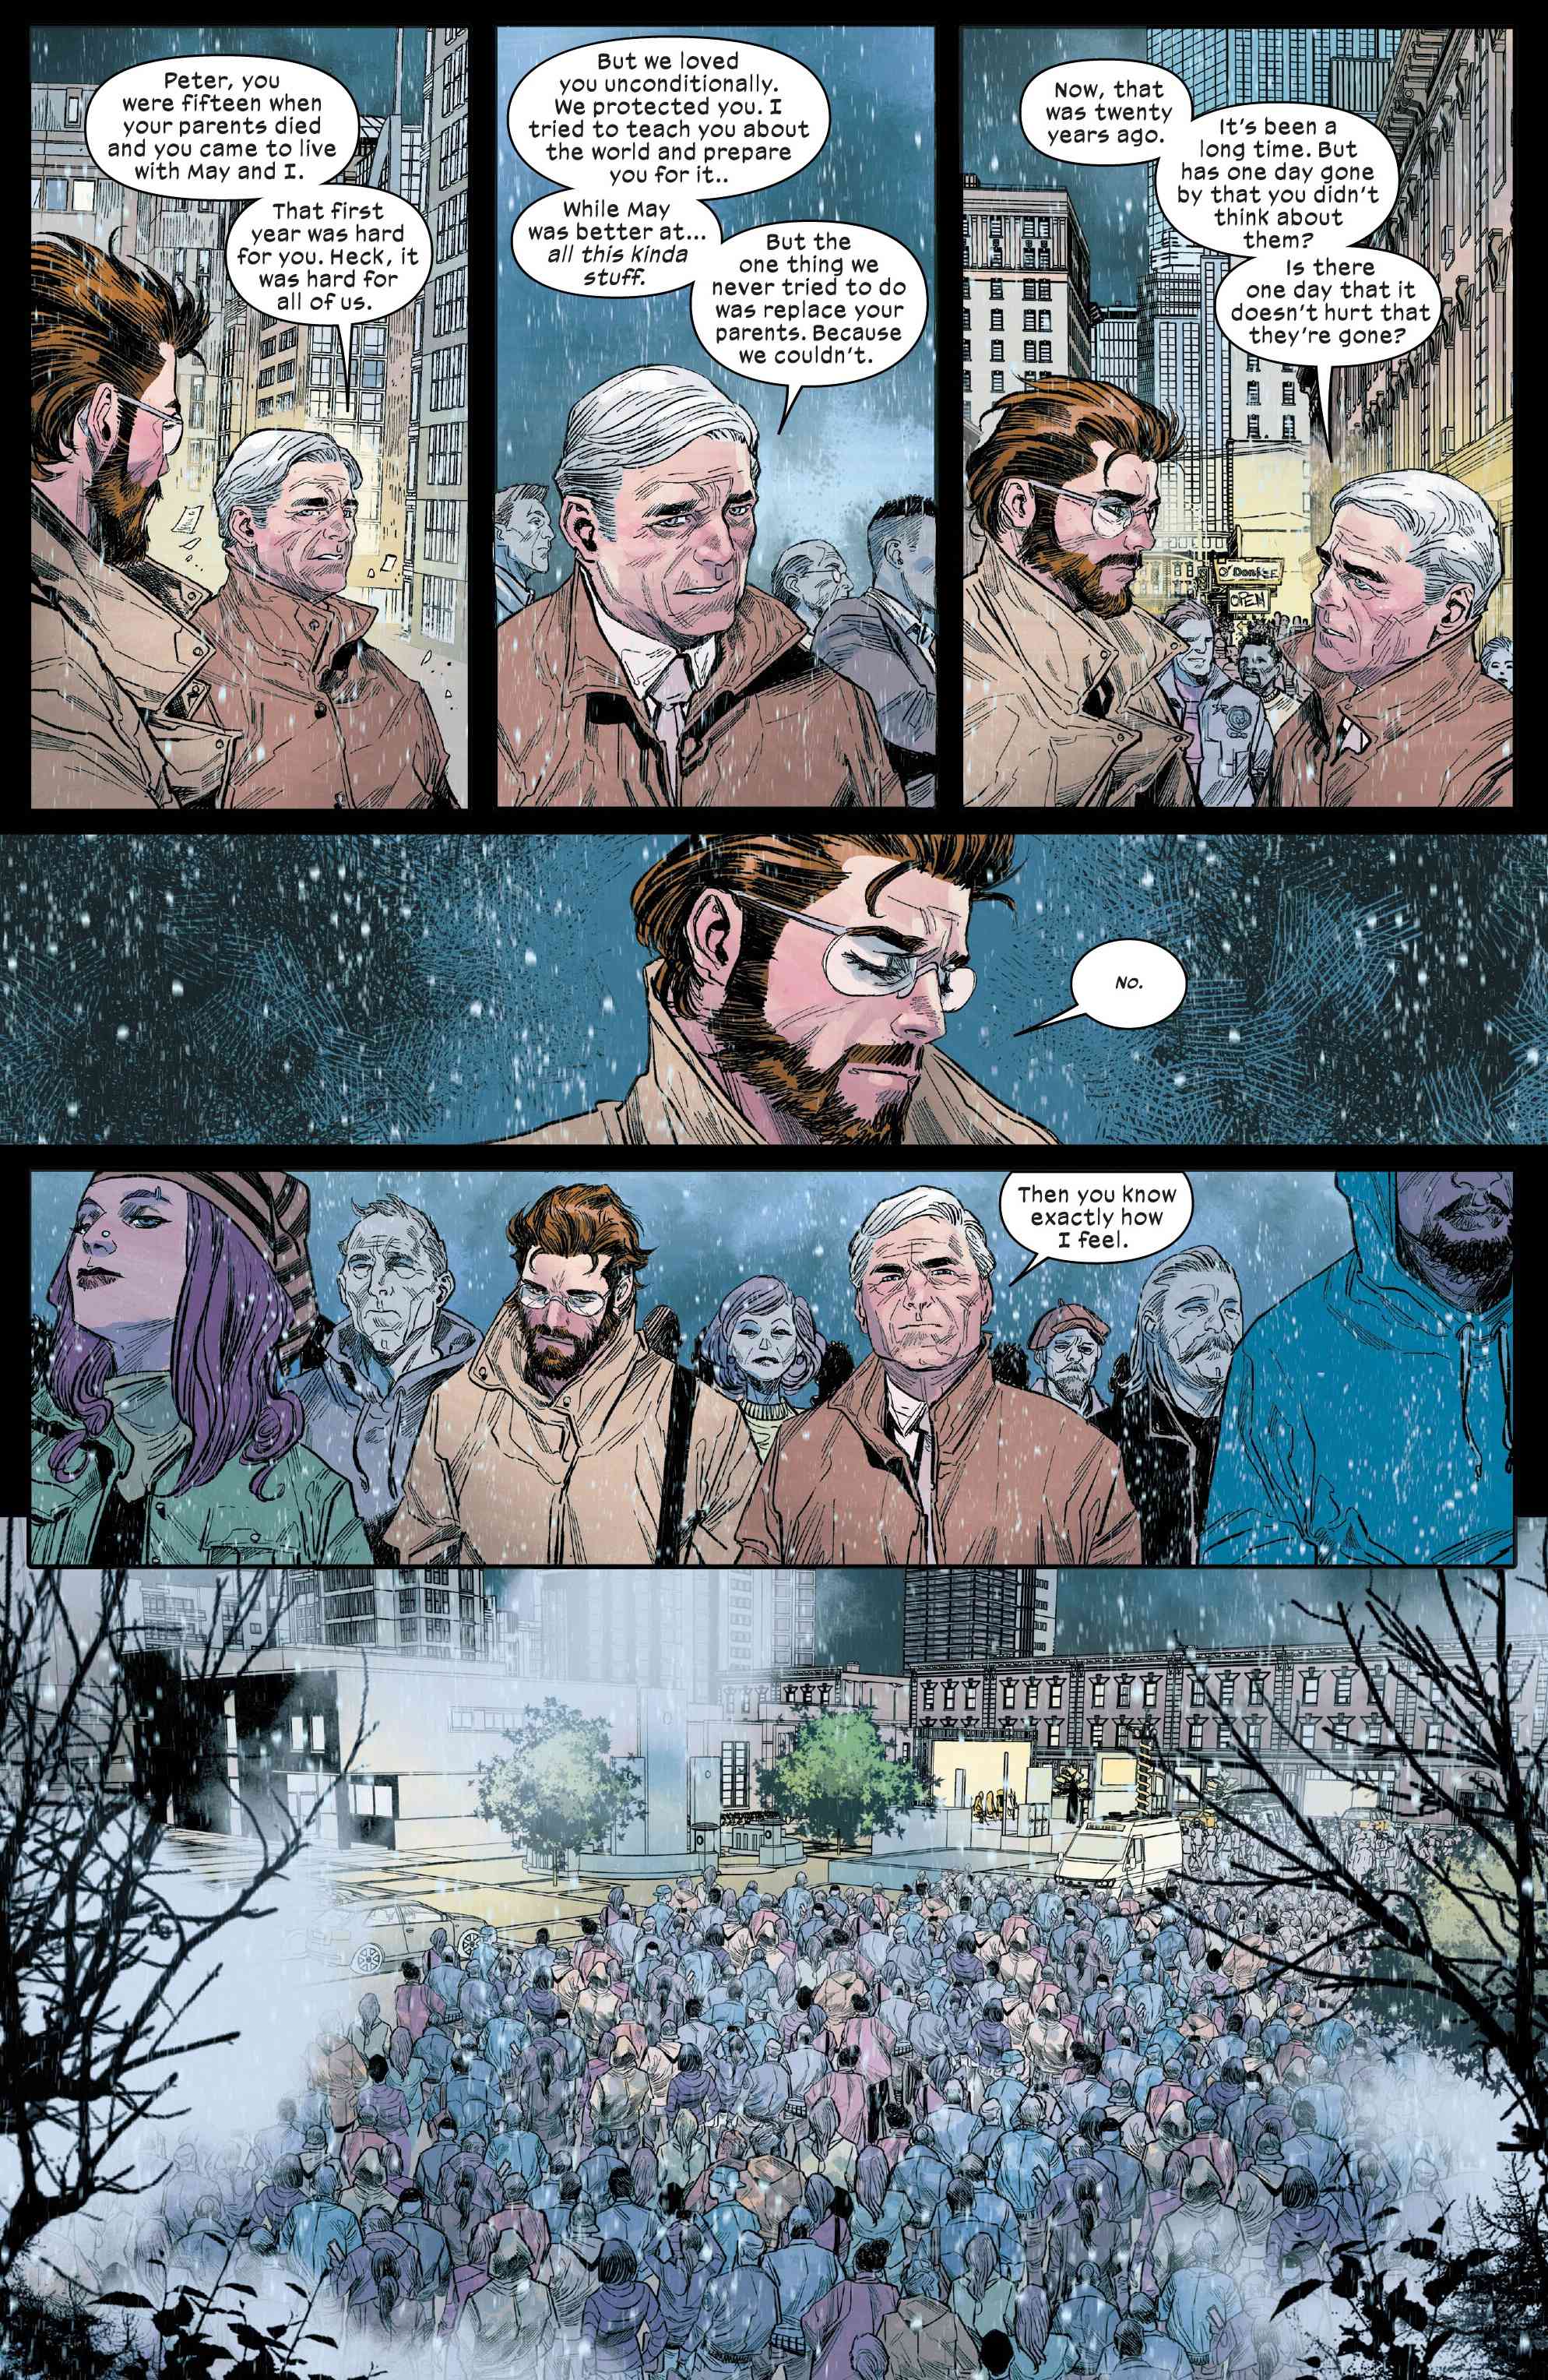 Peter, you
were fifteen when
your parents died
and you came to live
with May and I.
That first
year was hard
for you. Heck, it
was hard for
all of us.
But we loved
you unconditionally.
We protected you. I
tried to teach you about
the world and prepare
you for it..
While May
was better at...
all this kinda
stuff.
But the
one thing we
never tried to do
was replace your
parents. Because
we couldn't.
Now, that
was twenty
years ago.
It's been a
long time. But
has one day gone
by that you didn't
think about
them?
Is there
one day that it
doesn't hurt that
they're gone?
OPEN
No.
Then you know
exactly how
I feel.